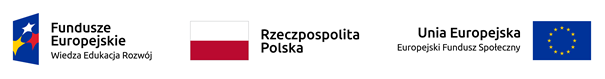 Fundusze
Europejskie
Wiedza Edukacja Rozwój
Rzeczpospolita
Polska
Unia Europejska
Europejski Fundusz Społeczny